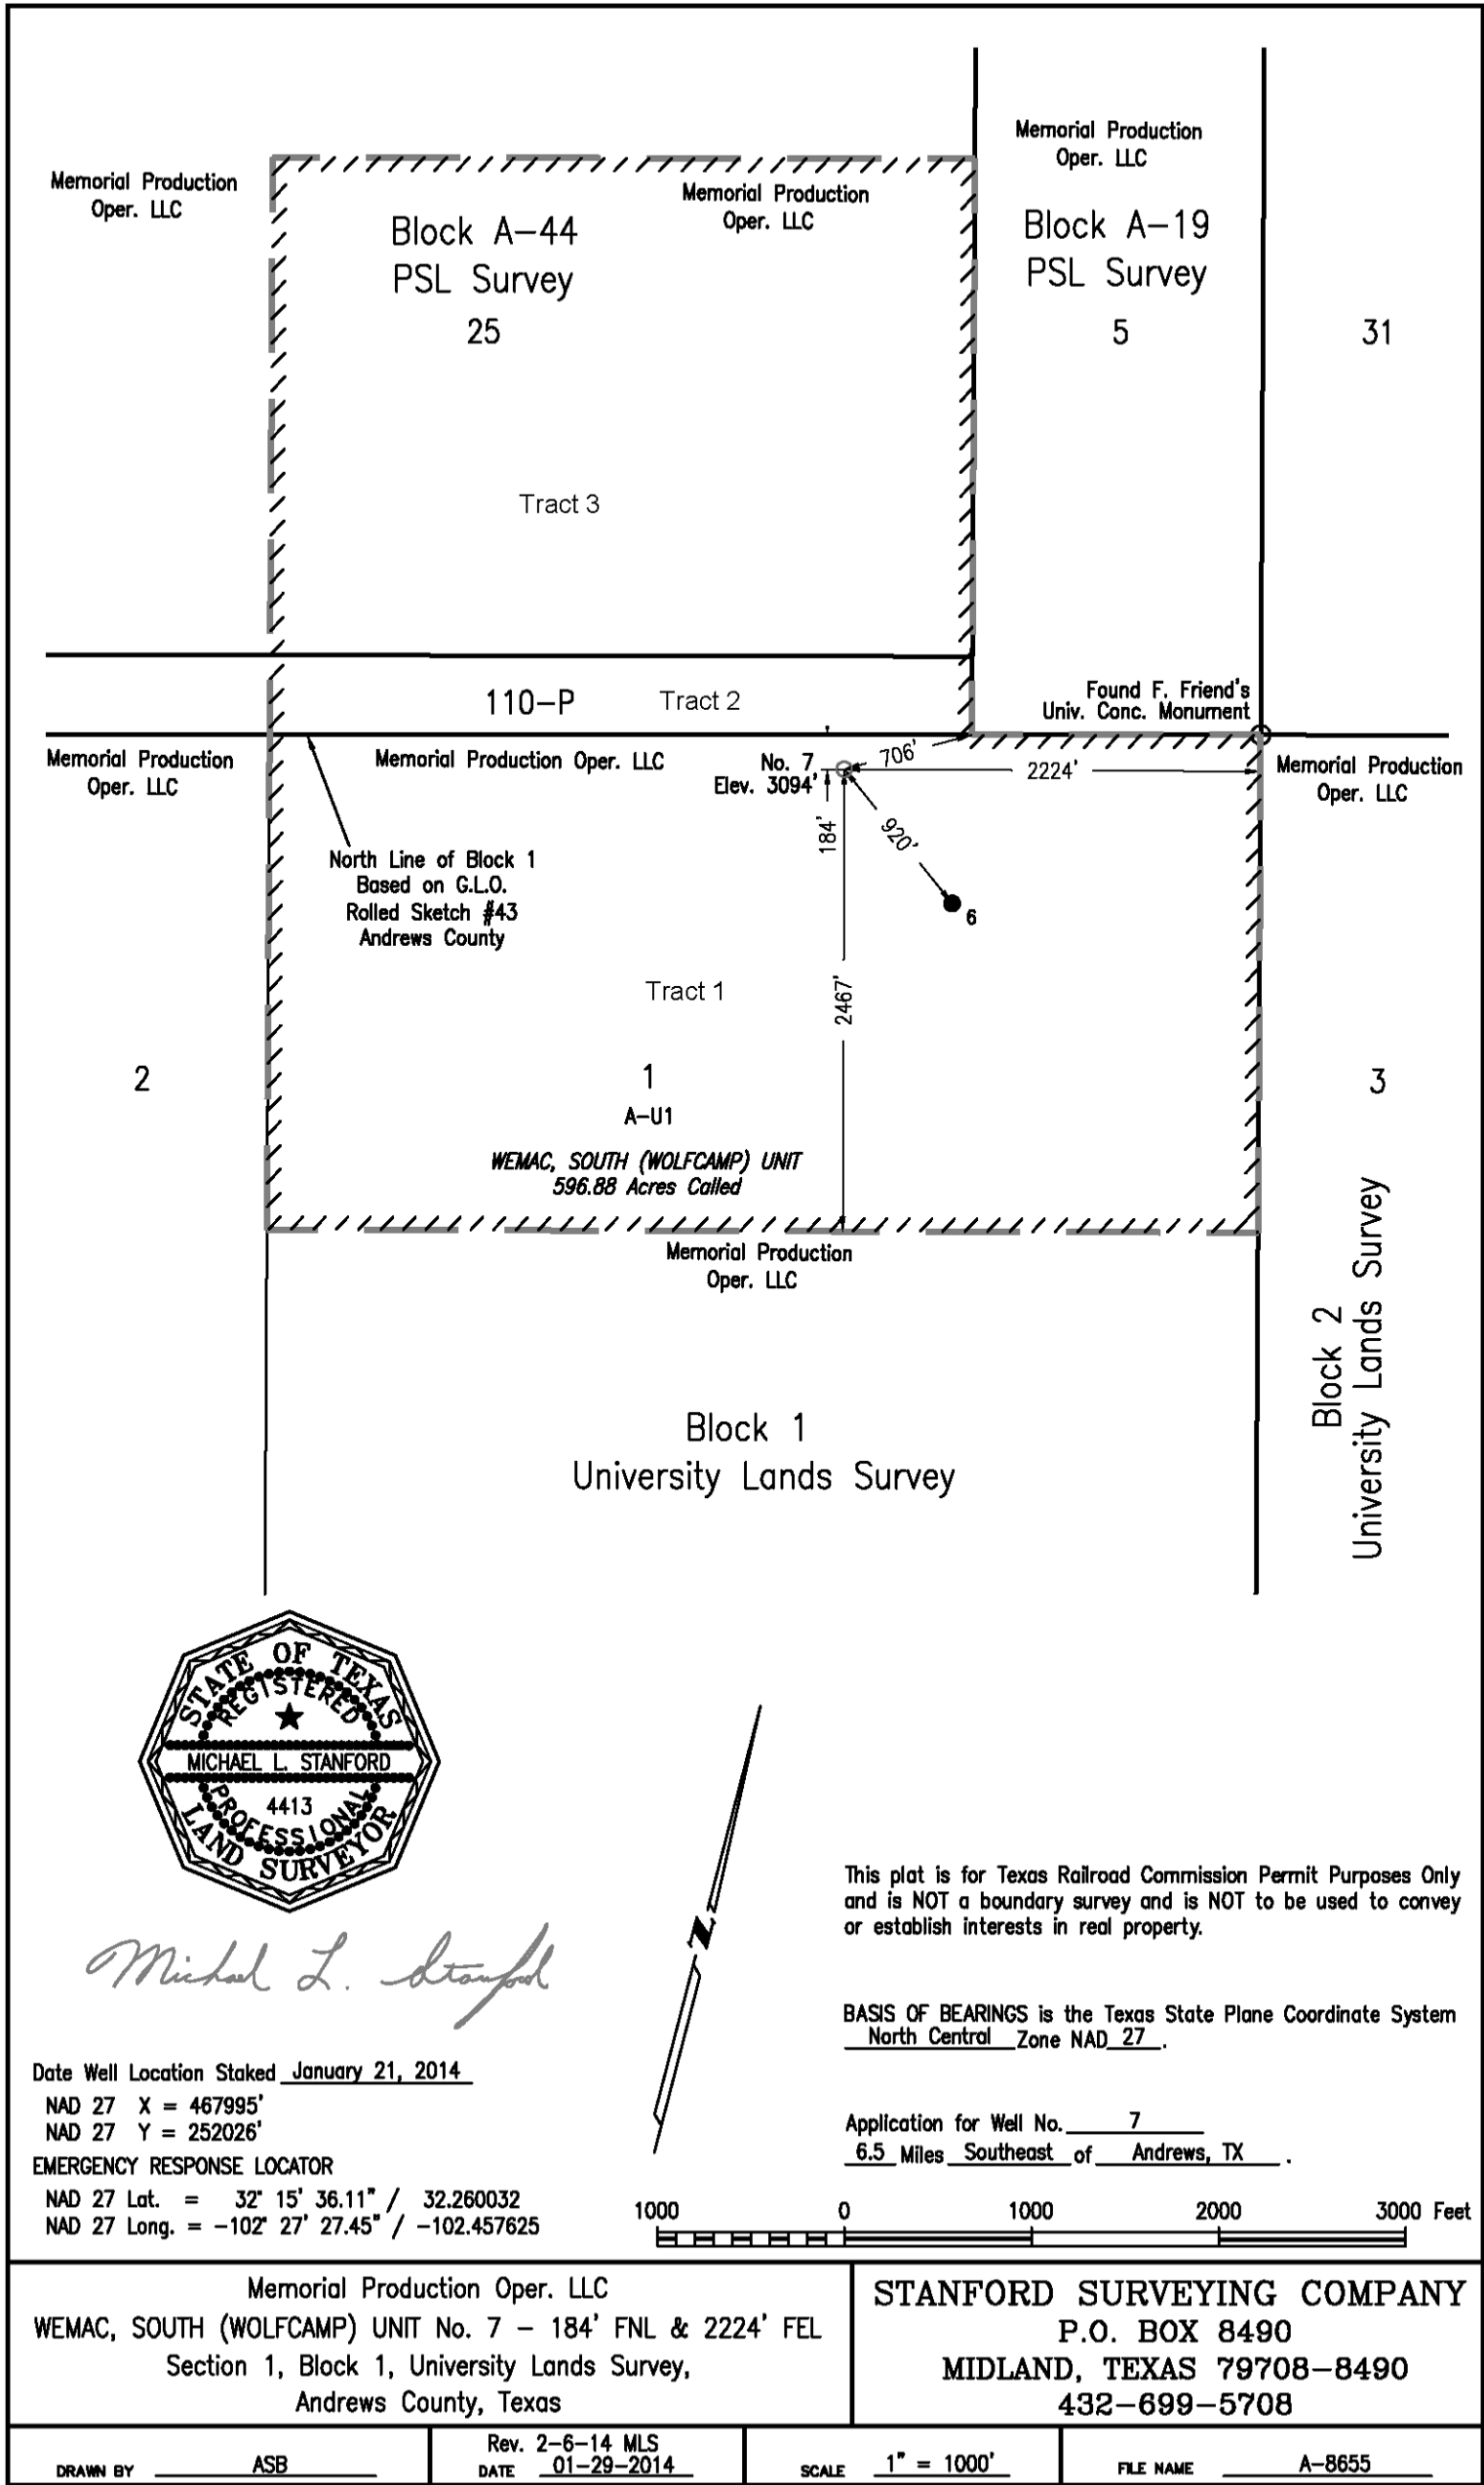 Memorial Production
Oper. LLC
Memorial Production
Oper. LLC
Memorial Production
Oper. LLC
Block A-44
PSL Survey
25
Block A-19
PSL Survey
5
31
Tract 3
110-P
Tract 2
Found F. Friend's
Univ. Conc. Monument
Memorial Production
Oper. LLC
Memorial Production Oper. LLC
No. 7
Elev. 3094'
706'
2224'
Memorial Production
Oper. LLC
184'
920'
6
North Line of Block 1
Based on G.L.O.
Rolled Sketch #43
Andrews County
Tract 1
2467'
2
1
A-U1
3
WEMAC, SOUTH (WOLFCAMP) UNIT
596.88 Acres Called
Memorial Production
Oper. LLC
Block 2
University Lands Survey
Block 1
University Lands Survey
STATE OF TEXAS
REGISTERED
MICHAEL L. STANFORD
4413
PROFESSIONAL
LAND SURVEYOR
Michael L. Stanford
N
This plat is for Texas Railroad Commission Permit Purposes Only
and is NOT a boundary survey and is NOT to be used to convey
or establish interests in real property.
BASIS OF BEARINGS is the Texas State Plane Coordinate System
North Central Zone NAD 27.
Date Well Location Staked January 21, 2014
NAD 27 X = 467995'
NAD 27 Y = 252026'
EMERGENCY RESPONSE LOCATOR
NAD 27 Lat. = 32° 15' 36.11" / 32.260032
NAD 27 Long. = -102° 27' 27.45" / -102.457625
Application for Well No. 7
6.5 Miles Southeast of Andrews, TX .
1000 0 1000 2000 3000 Feet
Memorial Production Oper. LLC
WEMAC, SOUTH (WOLFCAMP) UNIT No. 7 - 184' FNL & 2224' FEL
Section 1, Block 1, University Lands Survey,
Andrews County, Texas
STANFORD SURVEYING COMPANY
P.O. BOX 8490
MIDLAND, TEXAS 79708-8490
432-699-5708
DRAWN BY ASB
Rev. 2-6-14 MLS
DATE 01-29-2014
SCALE 1" = 1000'
FILE NAME A-8655